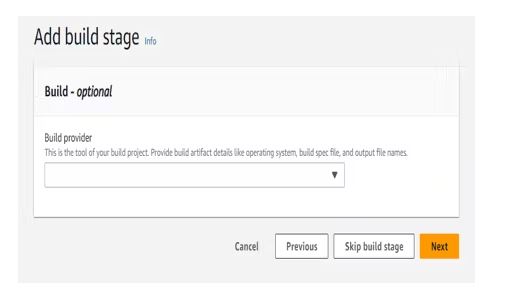 Add build stage Info
Build - optional
Build provider
This is the tool of your build project. Provide build artifact details like operating system, build spec file, and output file names.
Cancel Previous Skip build stage Next